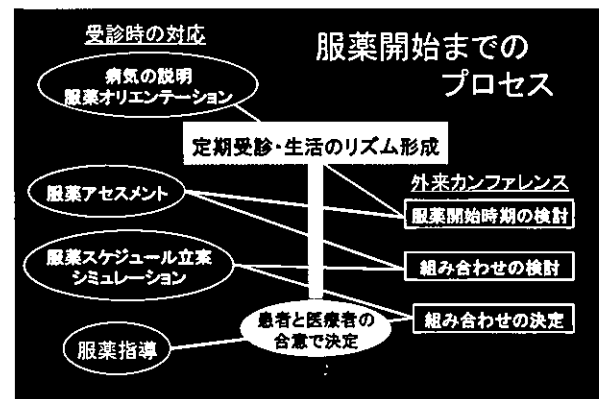 受診時の対応
服薬開始までの
プロセス
病気の説明
服薬オリエンテーション
定期受診・生活のリズム形成
服薬アセスメント
外来カンファレンス
服薬開始時期の検討
服薬スケジュール立案
シミュレーション
組み合わせの検討
患者と医療者の
合意で決定
組み合わせの決定
服薬指導